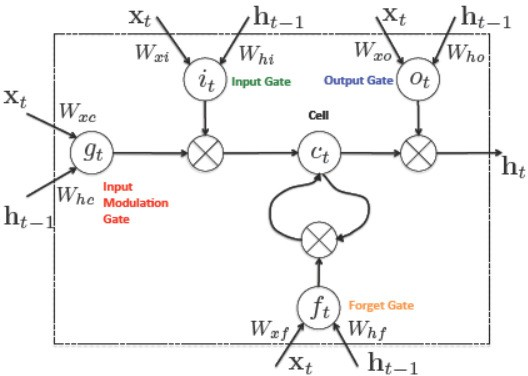 x_t h_{t-1} x_t h_{t-1}
W_{xi} W_{hi} W_{xo} W_{ho}
i_t Input Gate Output Gate o_t
x_t W_{xc} Cell
g_t c_t
h_t
W_{hc} Input
Modulation
Gate
h_{t-1}
f_t Forget Gate
W_{xf} W_{hf}
x_t h_{t-1}